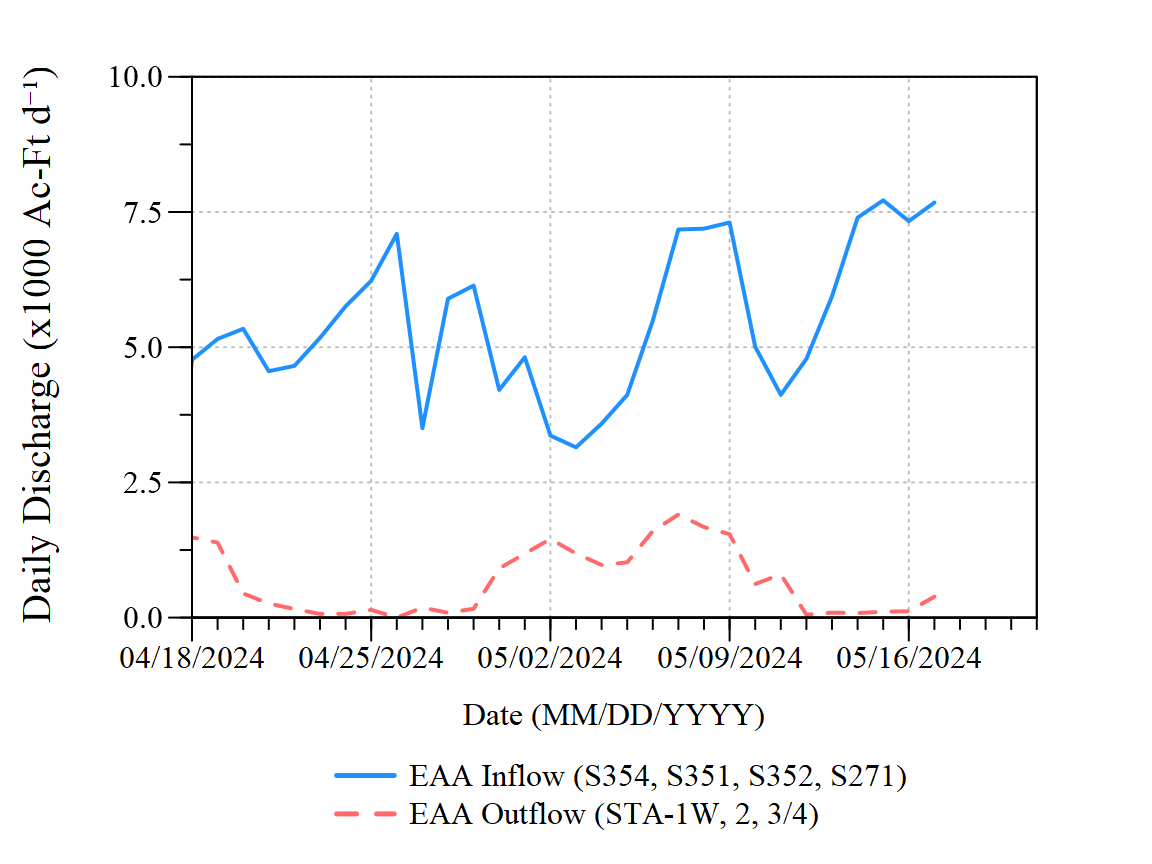 Daily Discharge (x1000 Ac-Ft d⁻¹)
10.0
7.5
5.0
2.5
0.0
04/18/2024 04/25/2024 05/02/2024 05/09/2024 05/16/2024
Date (MM/DD/YYYY)
EAA Inflow (S354, S351, S352, S271)
EAA Outflow (STA-1W, 2, 3/4)